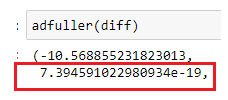 : adfuller(diff)
: (-10.568855231823013,
7.394591022980934e-19,